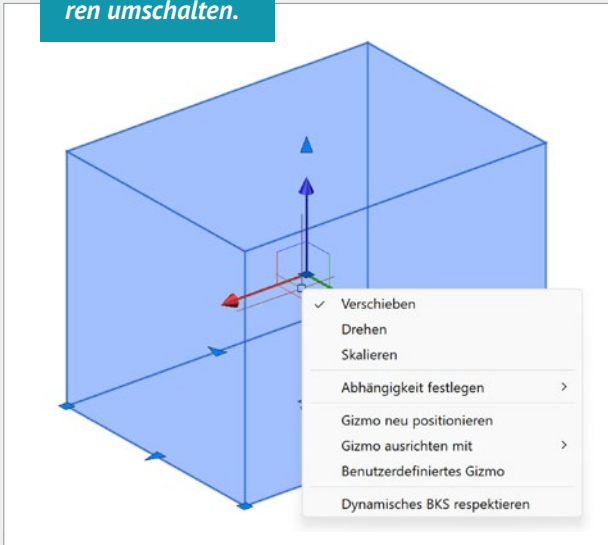 ren umschalten.
Verschieben
Drehen
Skalieren
Abhängigkeit festlegen
Gizmo neu positionieren
Gizmo ausrichten mit
Benutzerdefiniertes Gizmo
Dynamisches BKS respektieren